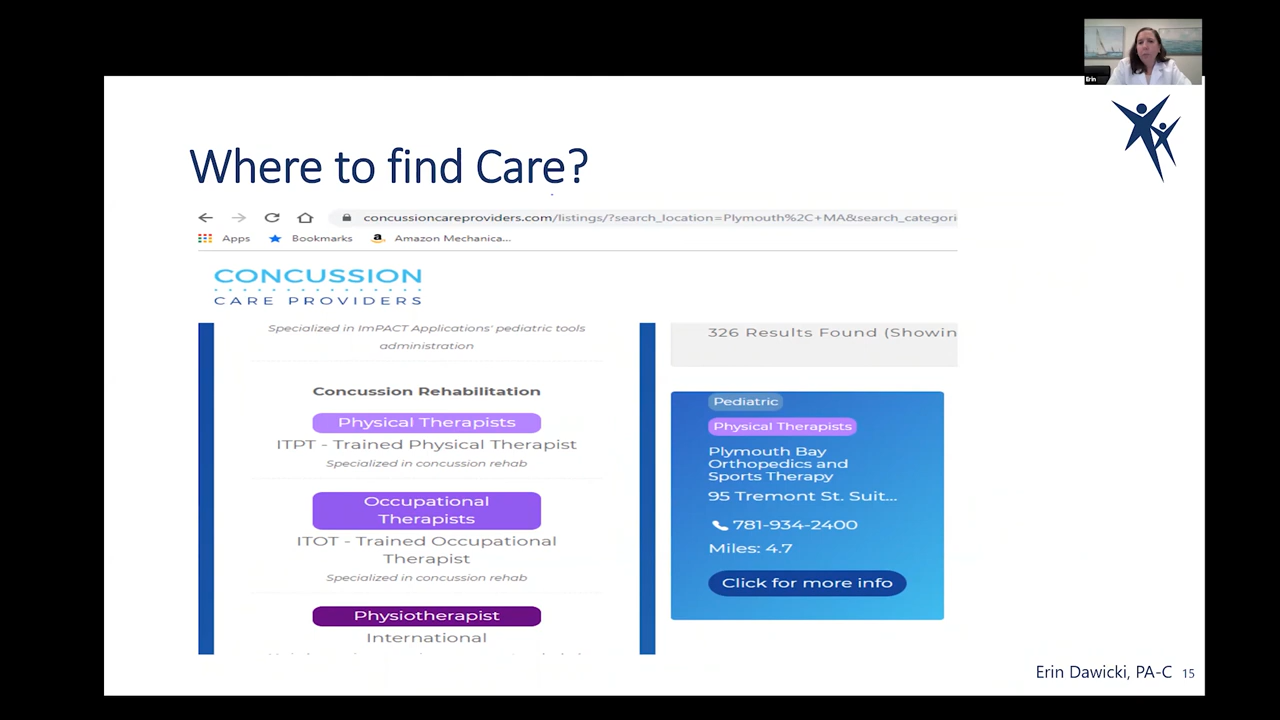 Erin
Where to find Care?
concussioncareproviders.com/listings/?search_location=Plymouth%2C+MA&search_categori
Apps
Bookmarks
Amazon Mechanica...
CONCUSSION
CARE PROVIDERS
Specialized in ImPACT Applications' pediatric tools
administration
Concussion Rehabilitation
Physical Therapists
ITPT - Trained Physical Therapist
Specialized in concussion rehab
Occupational
Therapists
ITOT - Trained Occupational
Therapist
Specialized in concussion rehab
Physiotherapist
International
326 Results Found (Showin
Pediatric
Physical Therapists
Plymouth Bay
Orthopedics and
Sports Therapy
95 Tremont St. Suit...
781-934-2400
Miles: 4.7
Click for more info
Erin Dawicki, PA-C 15